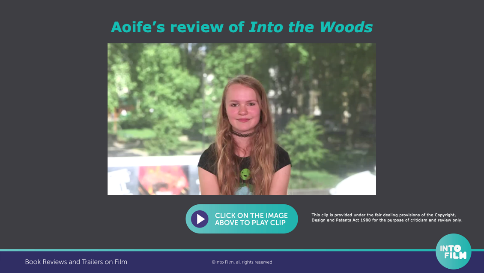 Aoife's review of Into the Woods
CLICK ON THE IMAGE
ABOVE TO PLAY CLIP
This clip is provided under the fair dealing provisions of the Copyright,
Design and Patents Act 1988 for the purpose of criticism and review only.
INTO
FILM
Book Reviews and Trailers on Film
© Into Film, all rights reserved